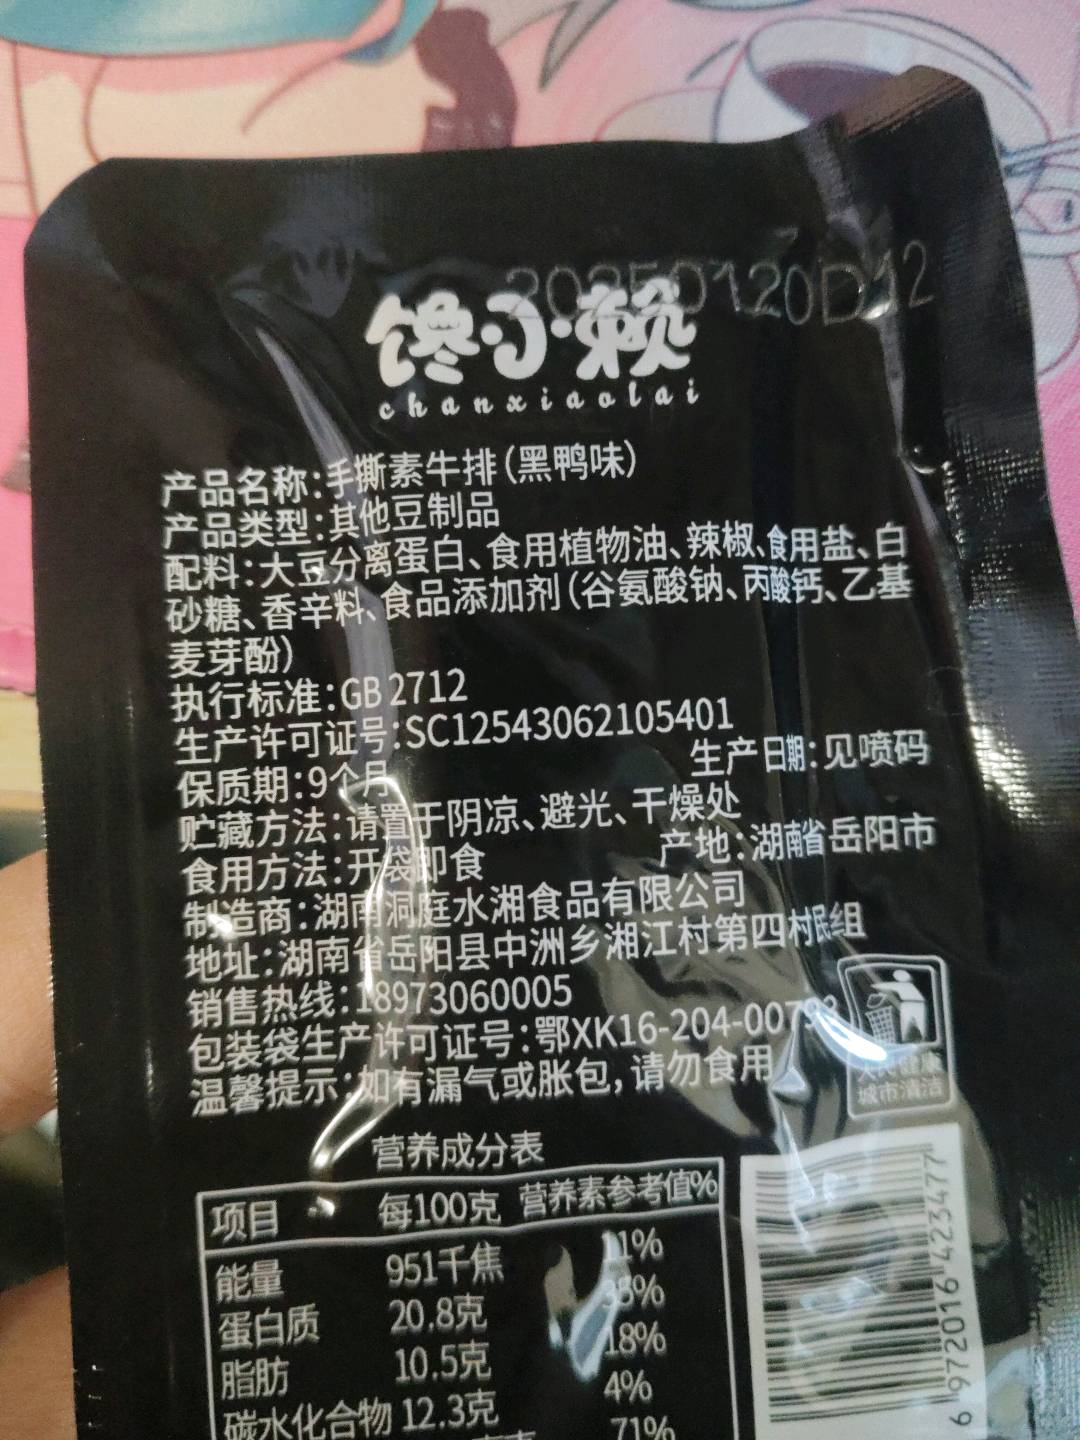 20250120D12
馋小赖
chanxiaolai
产品名称:手撕素牛排(黑鸭味)
产品类型:其他豆制品
配料:大豆分离蛋白、食用植物油、辣椒、食用盐、白
砂糖、香辛料、食品添加剂(谷氨酸钠、丙酸钙、乙基
麦芽酚)
执行标准:GB 2712
生产许可证号:SC12543062105401
保质期:9个月 生产日期:见喷码
贮藏方法:请置于阴凉、避光、干燥处
食用方法:开袋即食 产地:湖南省岳阳市
制造商:湖南洞庭水湘食品有限公司
地址:湖南省岳阳县中洲乡湘江村第四村民组
销售热线:18973060005
包装袋生产许可证号:鄂XK16-204-00793
温馨提示:如有漏气或胀包,请勿食用
城市清洁
营养成分表
项目 每100克 营养素参考值%
能量 951千焦 11%
蛋白质 20.8克 35%
脂肪 10.5克 18%
碳水化合物 12.3克 4%
71%
6 972016 423477